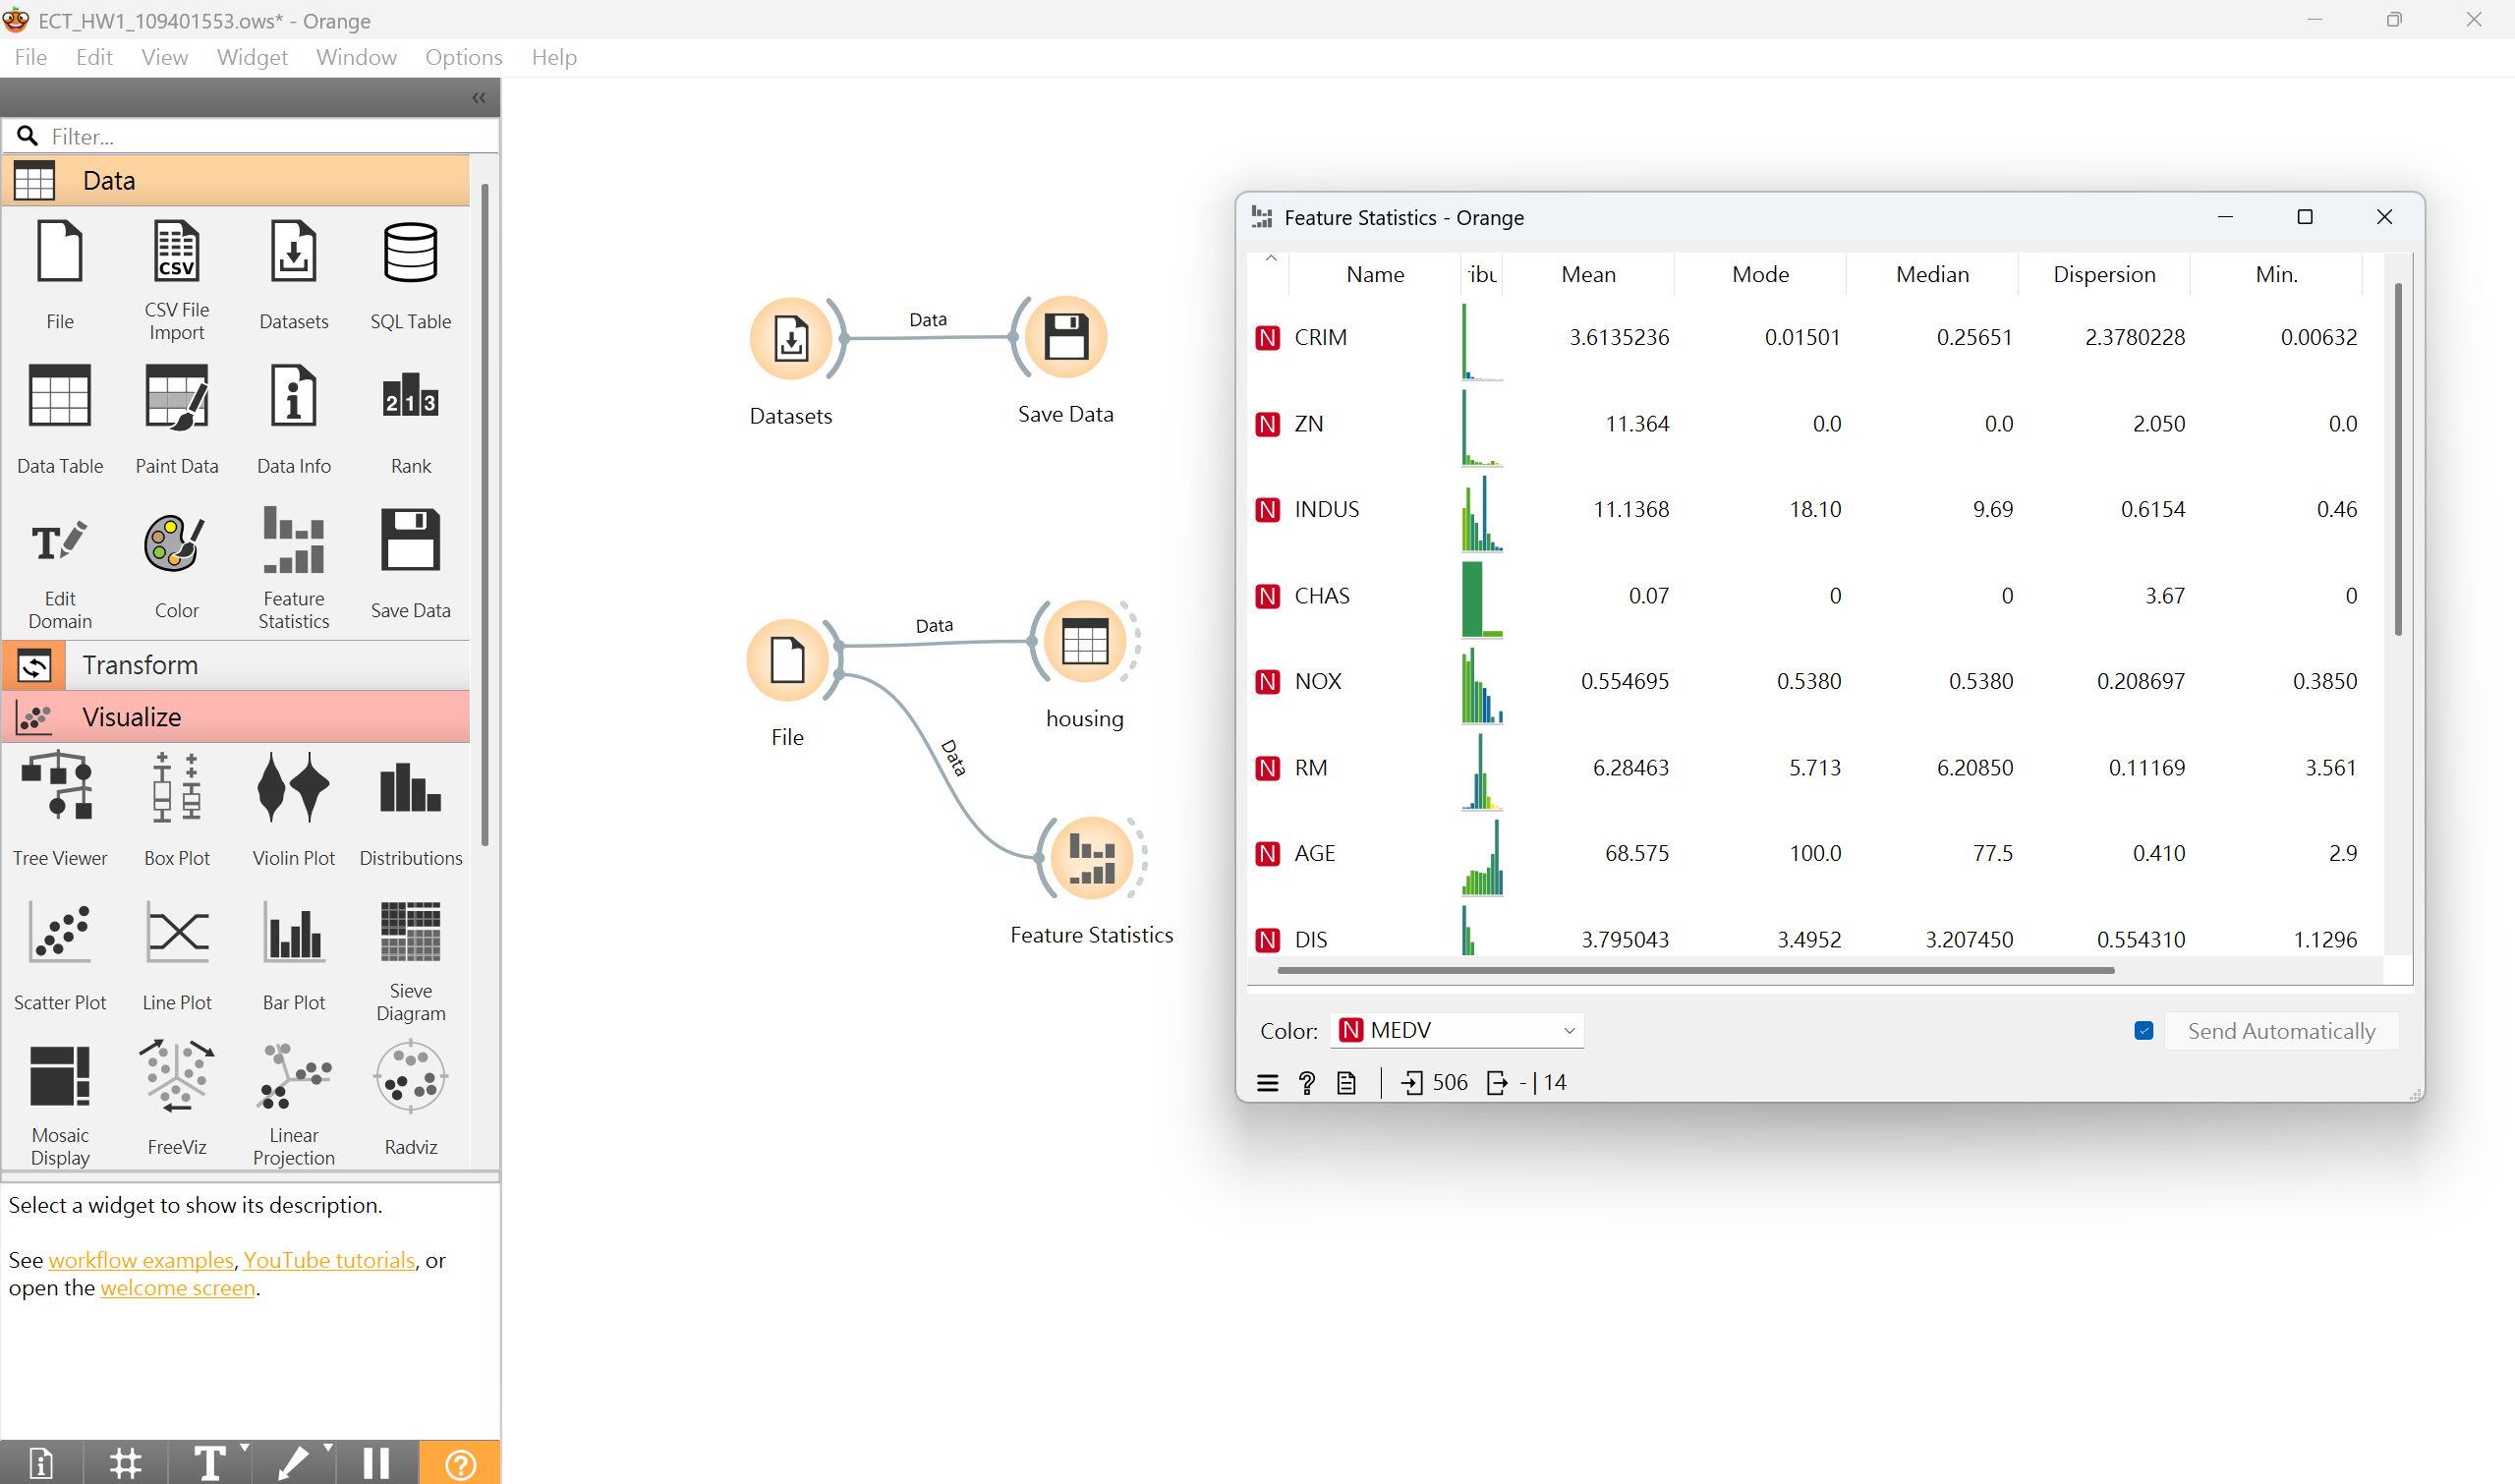 ECT_HW1_109401553.ows* - Orange
File Edit View Widget Window Options Help
Filter...
Data
File
CSV File Import
Datasets
SQL Table
Data Table
Paint Data
Data Info
Rank
Edit Domain
Color
Feature Statistics
Save Data
Transform
Visualize
Tree Viewer
Box Plot
Violin Plot
Distributions
Scatter Plot
Line Plot
Bar Plot
Sieve Diagram
Mosaic Display
FreeViz
Linear Projection
Radviz
Select a widget to show its description.
See workflow examples, YouTube tutorials, or
open the welcome screen.
Datasets
Data
Save Data
File
Data
housing
Data
Feature Statistics
Feature Statistics - Orange
Name ribu Mean Mode Median Dispersion Min.
N CRIM 3.6135236 0.01501 0.25651 2.3780228 0.00632
N ZN 11.364 0.0 0.0 2.050 0.0
N INDUS 11.1368 18.10 9.69 0.6154 0.46
N CHAS 0.07 0 0 3.67 0
N NOX 0.554695 0.5380 0.5380 0.208697 0.3850
N RM 6.28463 5.713 6.20850 0.11169 3.561
N AGE 68.575 100.0 77.5 0.410 2.9
N DIS 3.795043 3.4952 3.207450 0.554310 1.1296
Color: N MEDV
Send Automatically
506 - | 14